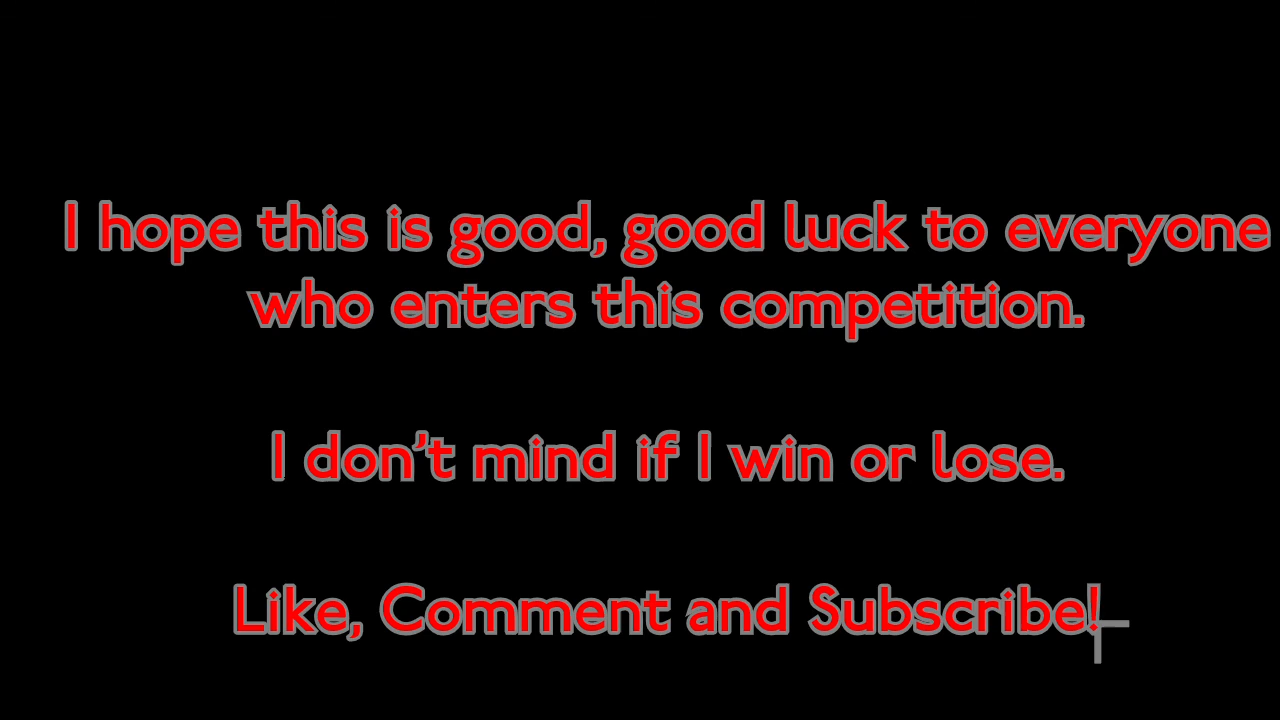 I hope this is good, good luck to everyone
who enters this competition.
I don't mind if I win or lose.
Like, Comment and Subscribe!